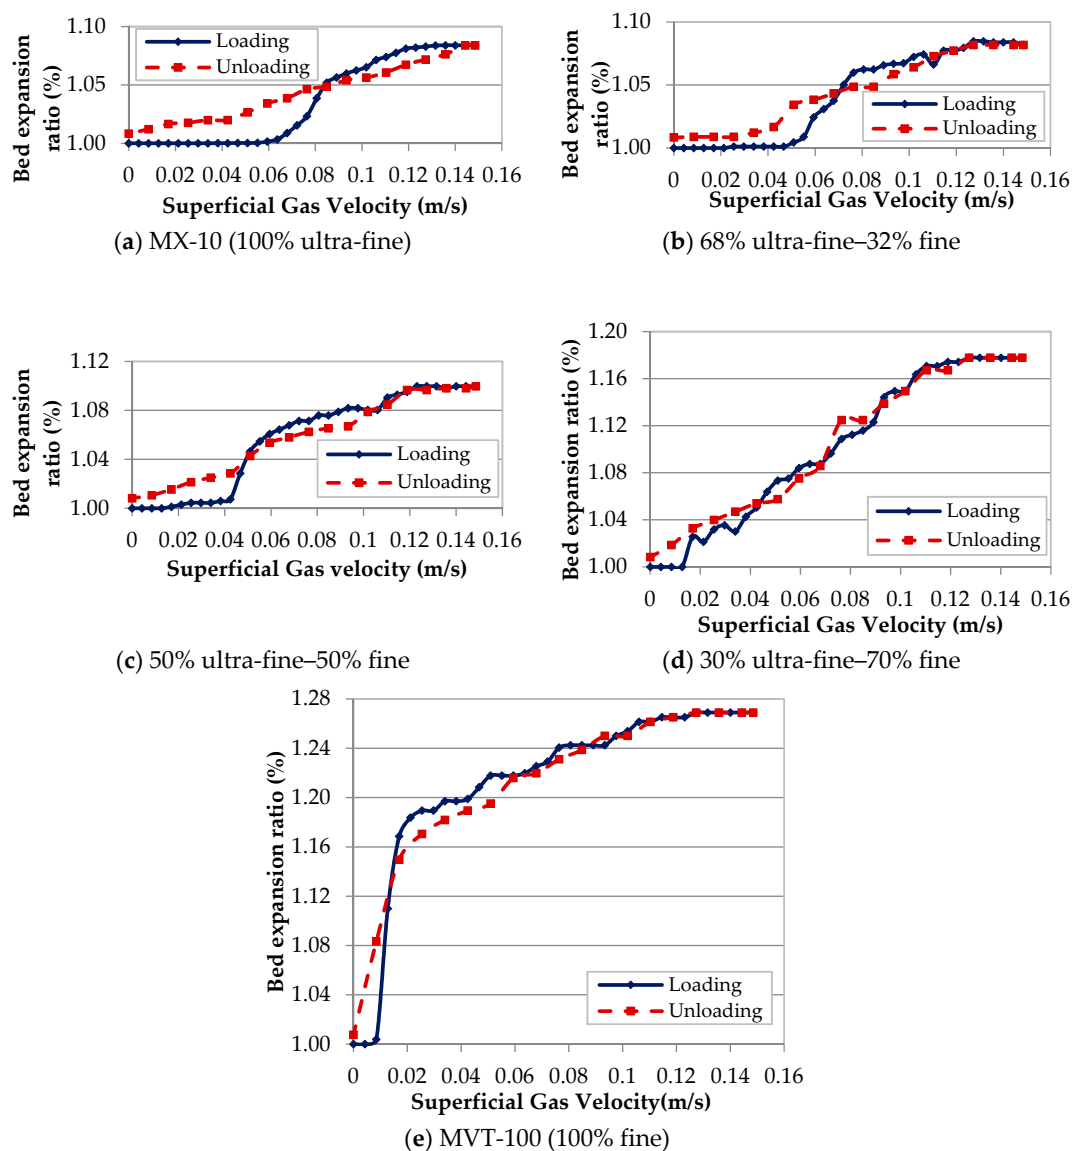 1.10
1.05
1.00
Bed expansion
ratio (%)
Loading
Unloading
0 0.02 0.04 0.06 0.08 0.1 0.12 0.14 0.16
Superficial Gas Velocity (m/s)
(a) MX-10 (100% ultra-fine)
1.10
1.05
1.00
Bed expansion
ratio (%)
Loading
Unloading
0 0.02 0.04 0.06 0.08 0.1 0.12 0.14 0.16
Superficial Gas Velocity (m/s)
(b) 68% ultra-fine–32% fine
1.12
1.08
1.04
1.00
Bed expansion
ratio (%)
Loading
Unloading
0 0.02 0.04 0.06 0.08 0.1 0.12 0.14 0.16
Superficial Gas velocity (m/s)
(c) 50% ultra-fine–50% fine
1.20
1.16
1.12
1.08
1.04
1.00
Bed expansion ratio (%)
Loading
Unloading
0 0.02 0.04 0.06 0.08 0.1 0.12 0.14 0.16
Superficial Gas Velocity (m/s)
(d) 30% ultra-fine–70% fine
1.28
1.24
1.20
1.16
1.12
1.08
1.04
1.00
Bed expansion ratio (%)
Loading
Unloading
0 0.02 0.04 0.06 0.08 0.1 0.12 0.14 0.16
Superficial Gas Velocity(m/s)
(e) MVT-100 (100% fine)